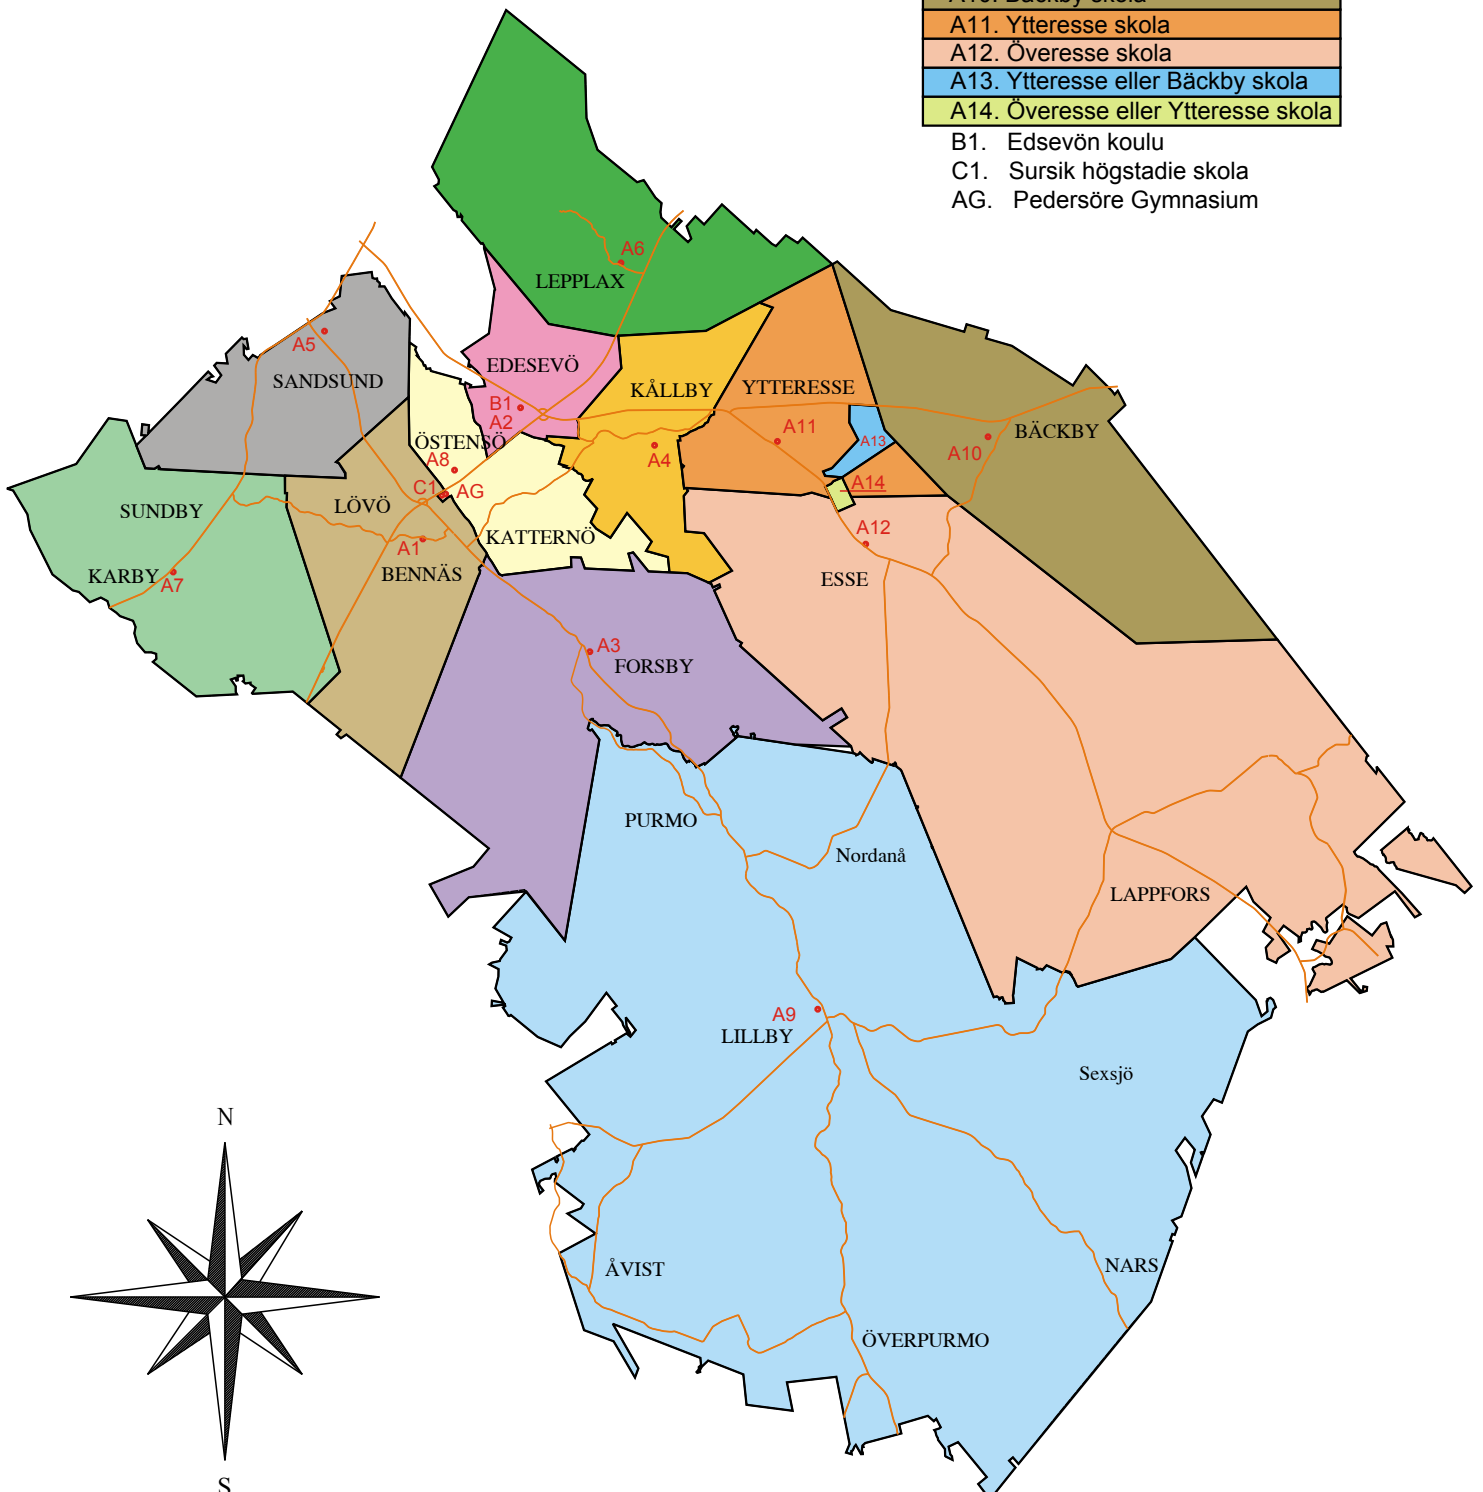 A10. Bäckby skola
A11. Ytteresse skola
A12. Överesse skola
A13. Ytteresse eller Bäckby skola
A14. Överesse eller Ytteresse skola
B1. Edsevön koulu
C1. Sursik högstadie skola
AG. Pedersöre Gymnasium
A6
LEPPLAX
A5
SANDSUND
EDESEVÖ
KÅLLBY
YTTERESSE
B1
A2
ÖSTENSÖ
A8
A4
A11
A13
A10
BÄCKBY
C1
AG
A14
SUNDBY
LÖVÖ
A1
KATTERNÖ
A12
KARBY
A7
BENNÄS
ESSE
A3
FORSBY
PURMO
Nordanå
LAPPFORS
A9
LILLBY
Sexsjö
N
ÅVIST
NARS
ÖVERPURMO
S